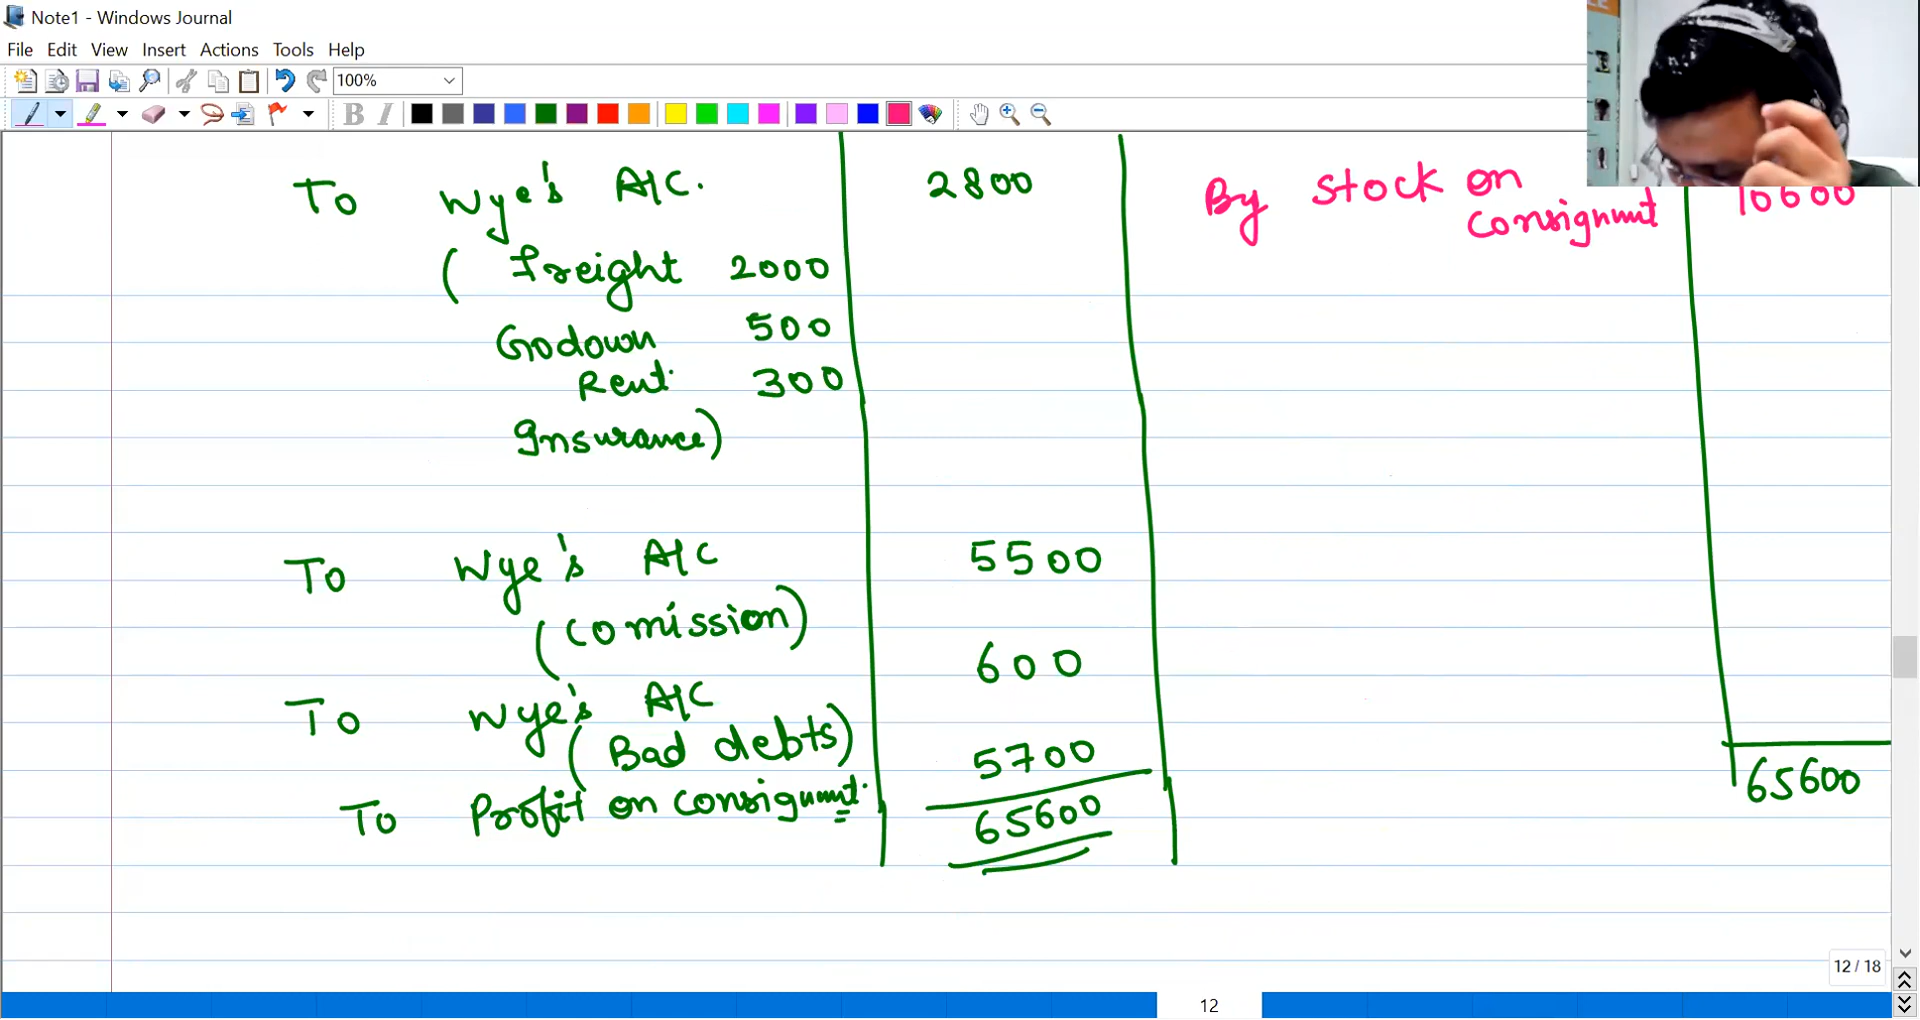 Note1 - Windows Journal
File Edit View Insert Actions Tools Help
100%
B I
To Wye's A/C. 2800 By Stock on
consignmnt 10600
( Freight 2000
Godown 500
Rent 300
Insurance)
To Wye's A/C 5500
(Comission)
600
To Wye's A/C
(Bad debts)
5700
To Profit on consignmnt
65600 65600
12 / 18
12